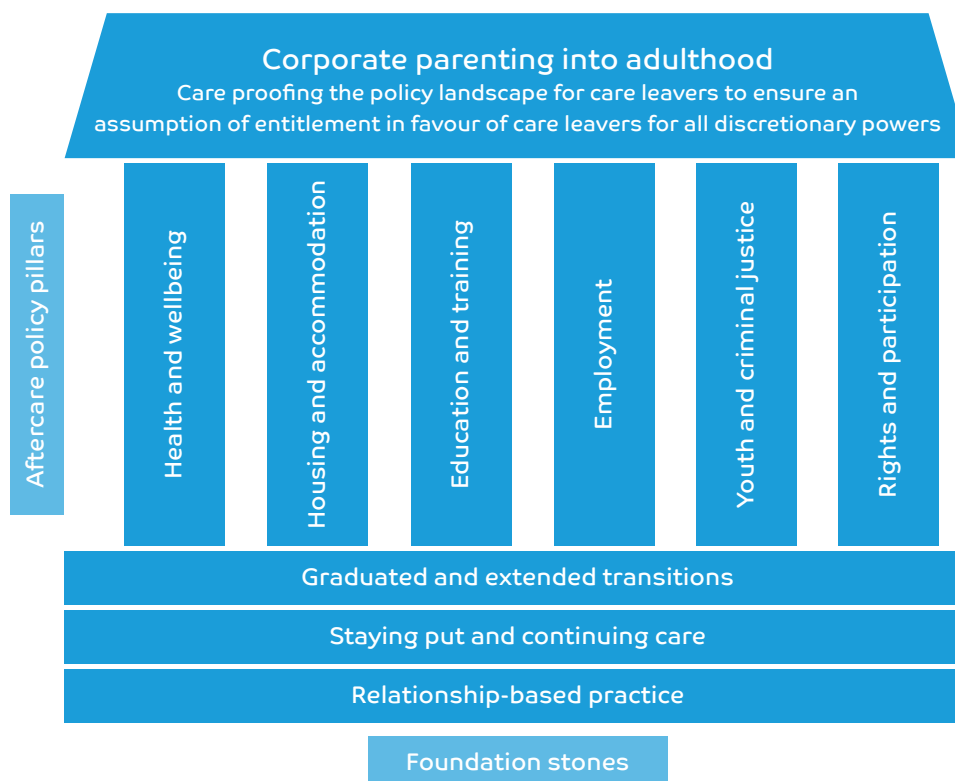 Corporate parenting into adulthood
Care proofing the policy landscape for care leavers to ensure an
assumption of entitlement in favour of care leavers for all discretionary powers
Aftercare policy pillars
Health and wellbeing
Housing and accommodation
Education and training
Employment
Youth and criminal justice
Rights and participation
Graduated and extended transitions
Staying put and continuing care
Relationship-based practice
Foundation stones